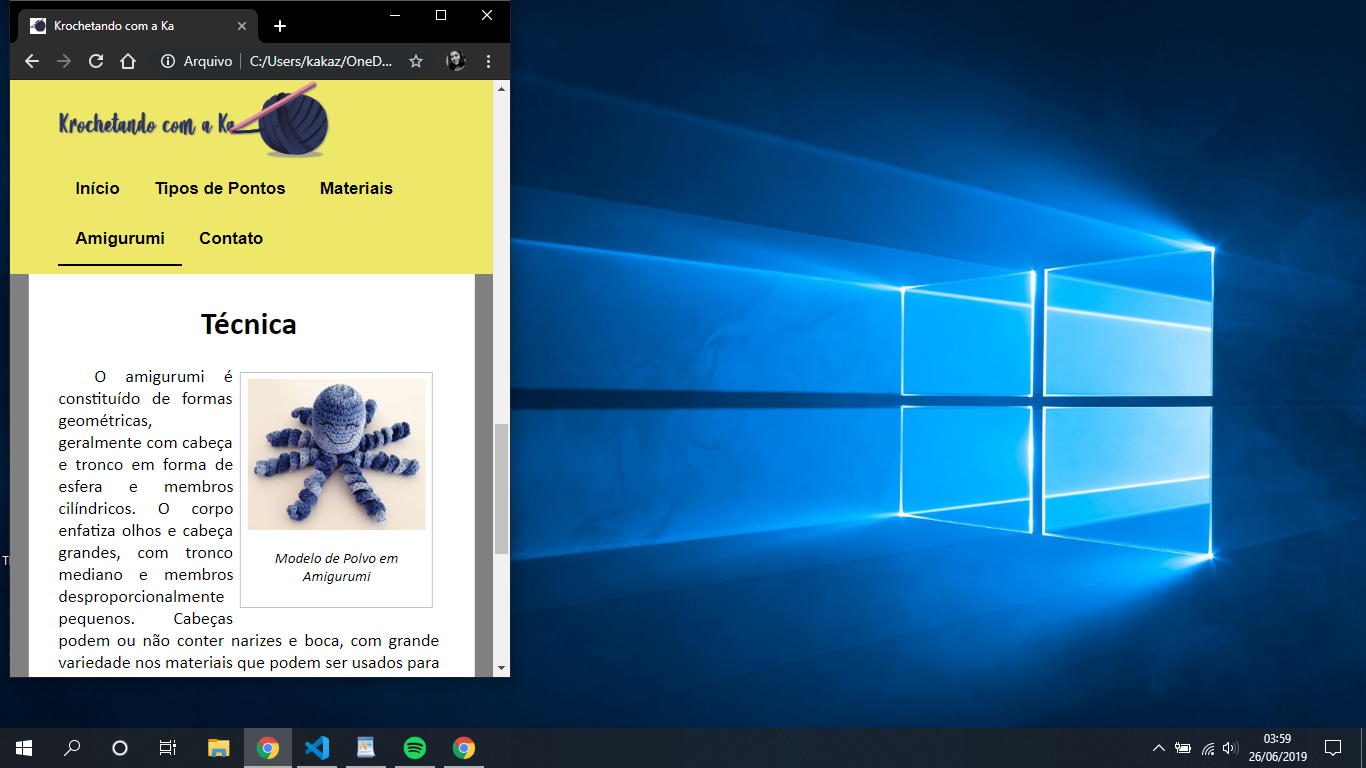 Krochetando com a Ka
Arquivo
C:/Users/kakaz/OneD...
Krochetando com a Ka
Início Tipos de Pontos Materiais
Amigurumi Contato
Técnica
O amigurumi é
constituído de formas
geométricas,
geralmente com cabeça
e tronco em forma de
esfera e membros
cilíndricos. O corpo
enfatiza olhos e cabeça
grandes, com tronco
mediano e membros
desproporcionalmente
pequenos. Cabeças
podem ou não conter narizes e boca, com grande
variedade nos materiais que podem ser usados para
Modelo de Polvo em
Amigurumi
03:59
26/06/2019